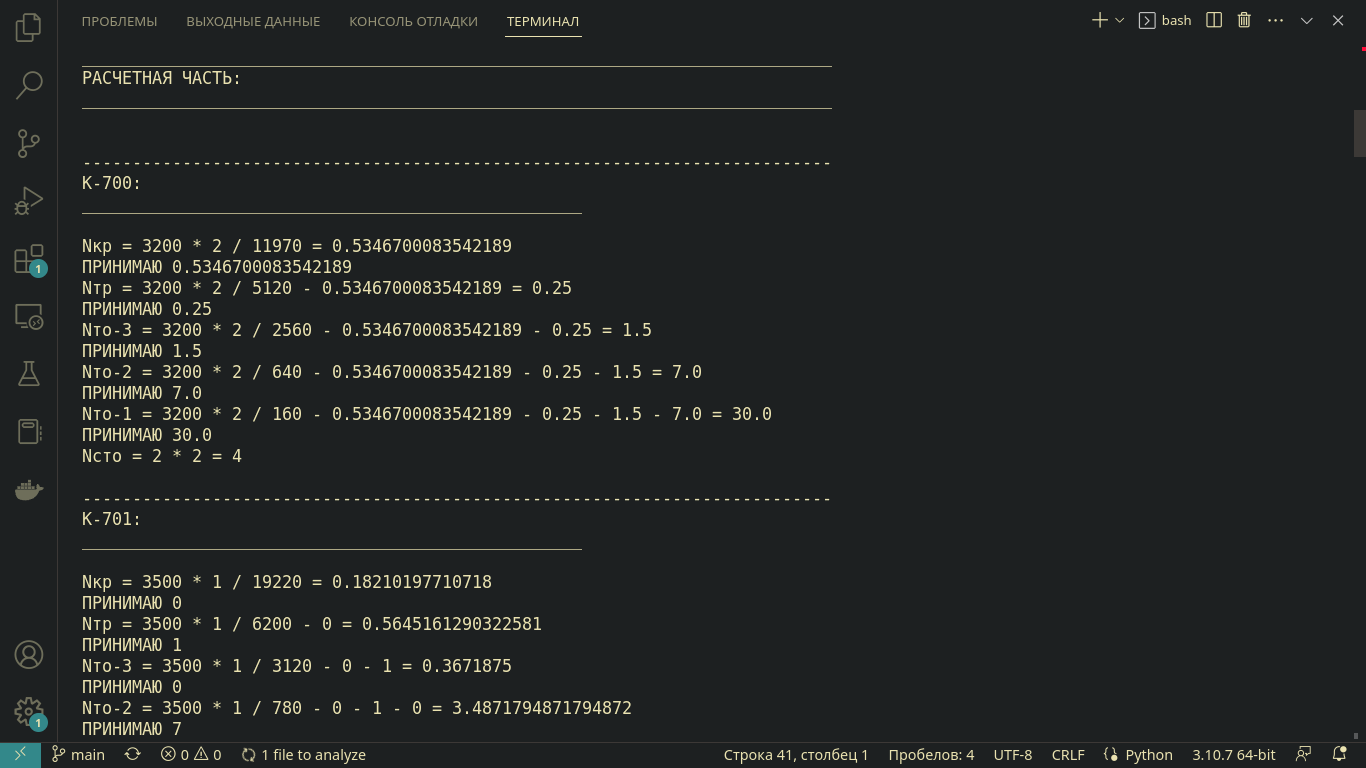 ПРОБЛЕМЫ ВЫХОДНЫЕ ДАННЫЕ КОНСОЛЬ ОТЛАДКИ ТЕРМИНАЛ bash
РАСЧЕТНАЯ ЧАСТЬ:
---------------------------------------------------------------------------
К-700:
Nкр = 3200 * 2 / 11970 = 0.5346700083542189
ПРИНИМАЮ 0.5346700083542189
Nтр = 3200 * 2 / 5120 - 0.5346700083542189 = 0.25
ПРИНИМАЮ 0.25
Nто-3 = 3200 * 2 / 2560 - 0.5346700083542189 - 0.25 = 1.5
ПРИНИМАЮ 1.5
Nто-2 = 3200 * 2 / 640 - 0.5346700083542189 - 0.25 - 1.5 = 7.0
ПРИНИМАЮ 7.0
Nто-1 = 3200 * 2 / 160 - 0.5346700083542189 - 0.25 - 1.5 - 7.0 = 30.0
ПРИНИМАЮ 30.0
Nсто = 2 * 2 = 4
---------------------------------------------------------------------------
К-701:
Nкр = 3500 * 1 / 19220 = 0.18210197710718
ПРИНИМАЮ 0
Nтр = 3500 * 1 / 6200 - 0 = 0.5645161290322581
ПРИНИМАЮ 1
Nто-3 = 3500 * 1 / 3120 - 0 - 1 = 0.3671875
ПРИНИМАЮ 0
Nто-2 = 3500 * 1 / 780 - 0 - 1 - 0 = 3.4871794871794872
ПРИНИМАЮ 7
1
1
main 0 0 1 file to analyze Строка 41, столбец 1 Пробелов: 4 UTF-8 CRLF Python 3.10.7 64-bit